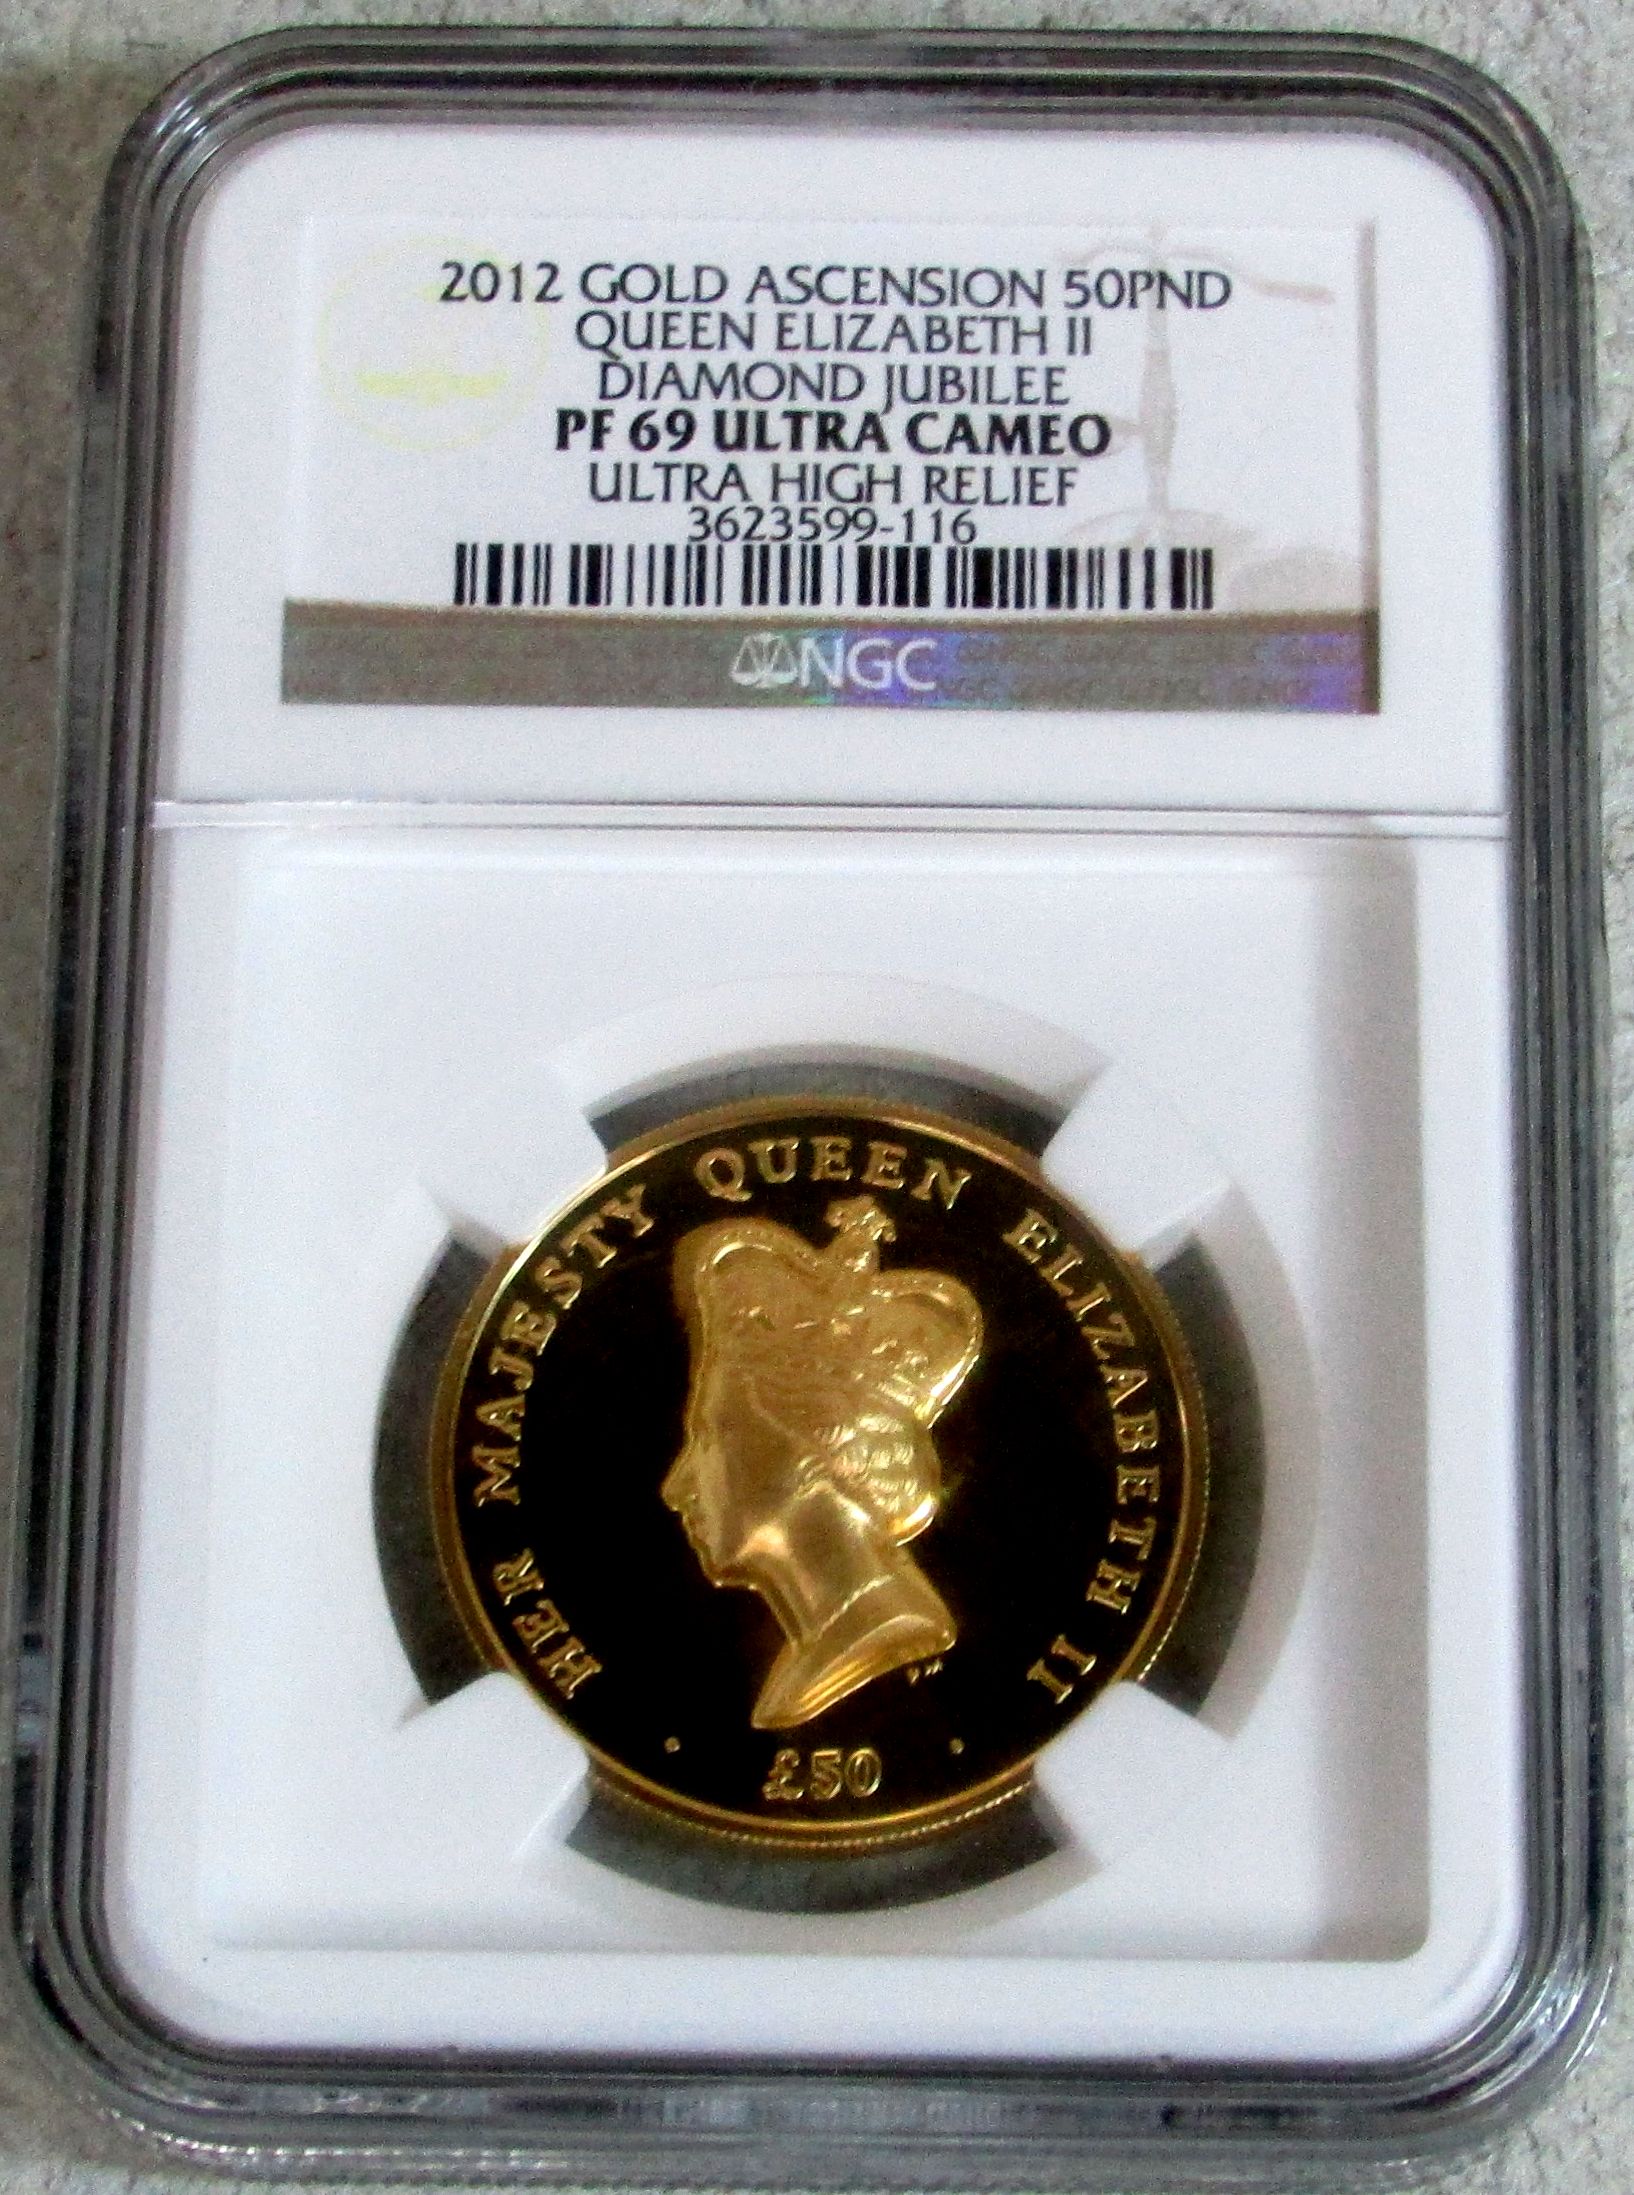 2012 GOLD ASCENSION 50PND
QUEEN ELIZABETH II
DIAMOND JUBILEE
PF 69 ULTRA CAMEO
ULTRA HIGH RELIEF
3623599-116
NGC
HER MAJESTY QUEEN ELIZABETH II
£50